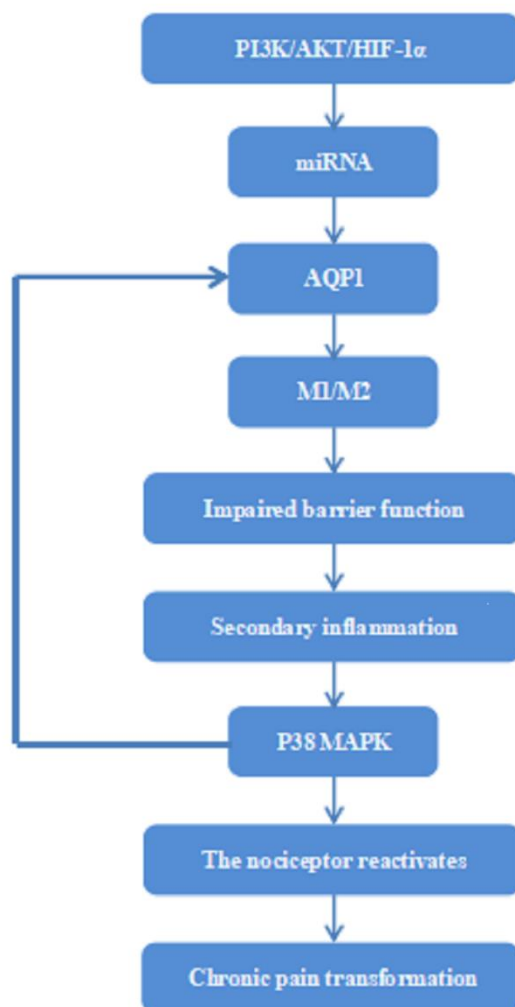 PI3K/AKT/HIF-1α
miRNA
AQP1
M1/M2
Impaired barrier function
Secondary inflammation
P38 MAPK
The nociceptor reactivates
Chronic pain transformation